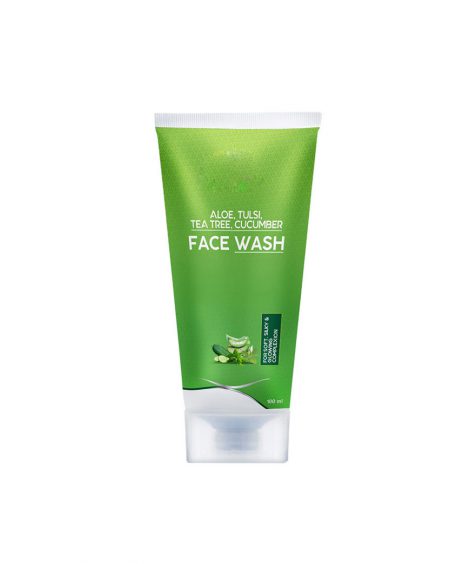 ALOE, TULSI,
TEA TREE, CUCUMBER
FACE WASH
FOR SOFT, SILKY &
GLOWING
COMPLEXION
100 ml